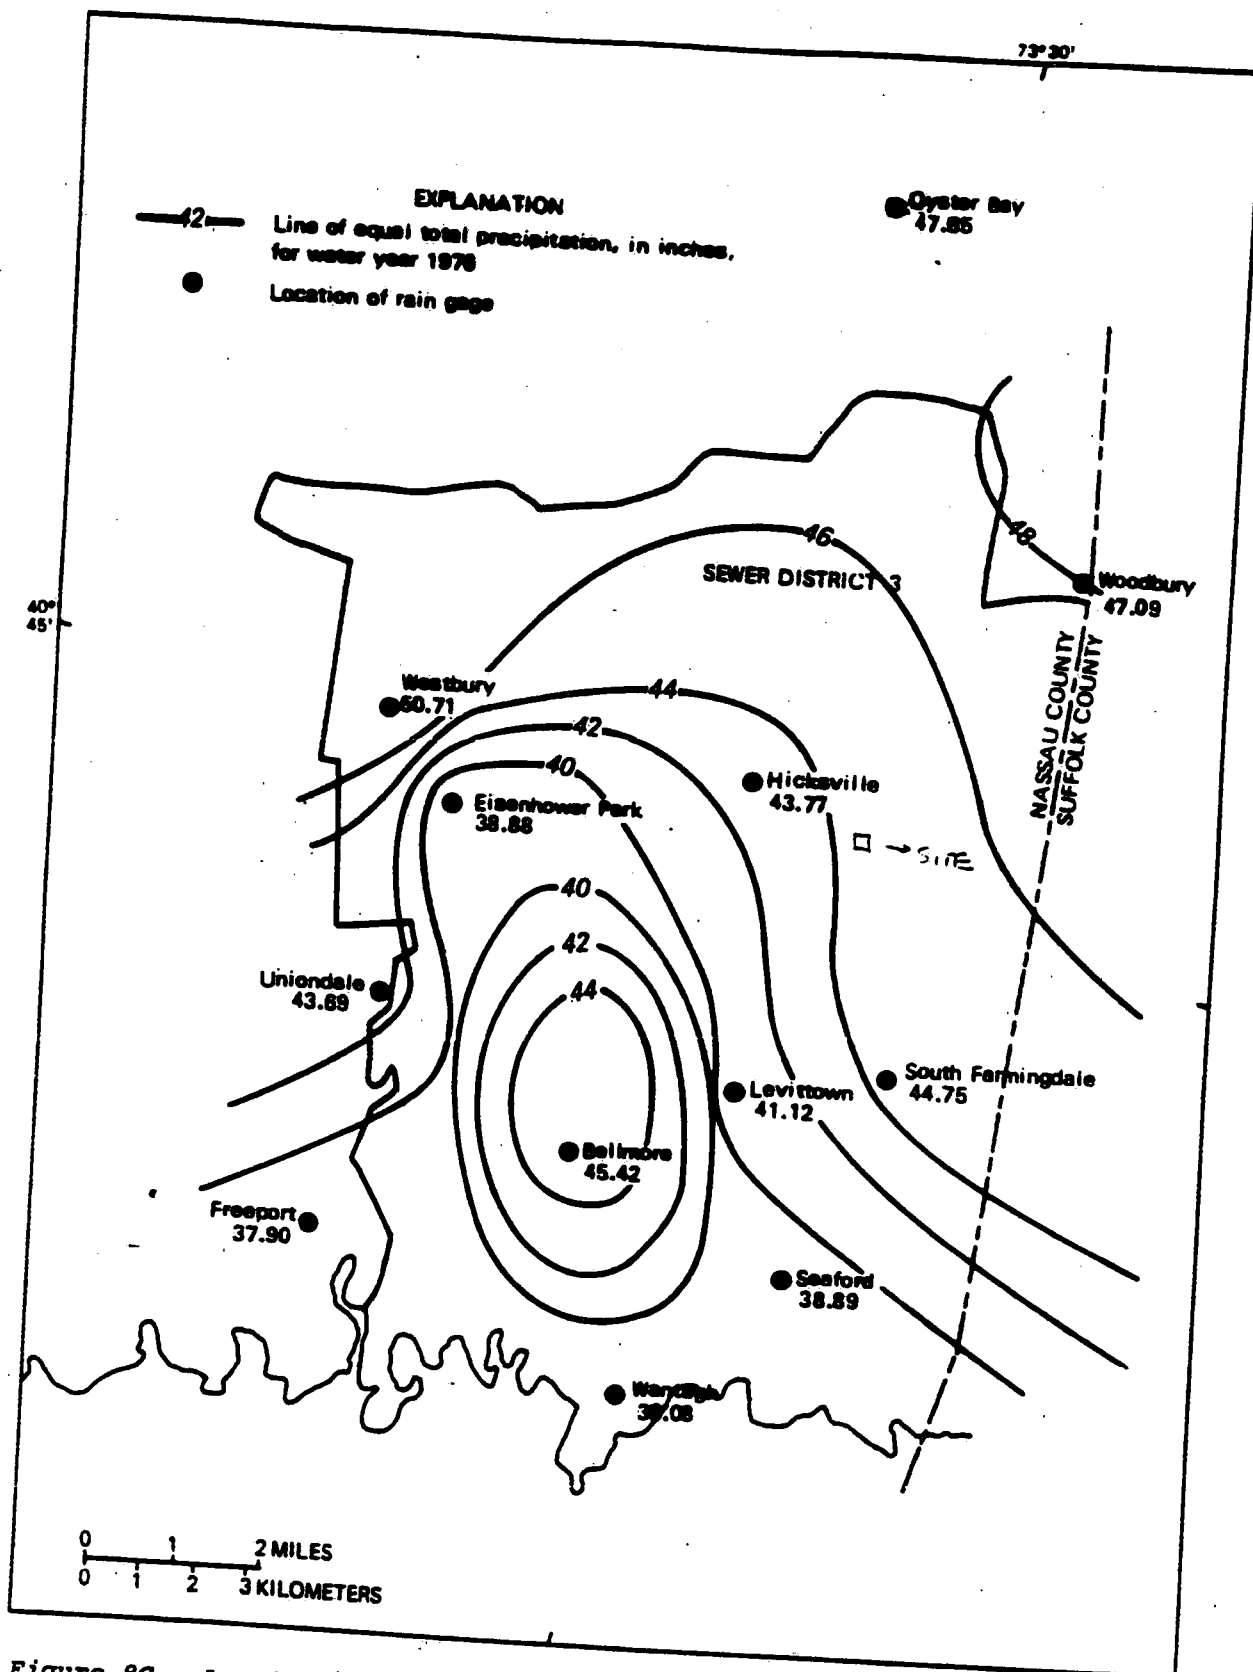 73°30'
EXPLANATION
42
Line of equal total precipitation, in inches,
for water year 1976
Location of rain gage
Oyster Bay
47.85
46
48
SEWER DISTRICT 3
Woodbury
47.09
40°
45'
NASSAU COUNTY
SUFFOLK COUNTY
Westbury
50.71
44
42
40
Hicksville
43.77
Eisenhower Park
38.88
→ SITE
40
42
44
Uniondale
43.69
South Farmingdale
44.75
Levittown
41.12
Bellmore
45.42
Freeport
37.90
Seaford
38.89
Wantagh
0 1 2 MILES
0 1 2 3 KILOMETERS